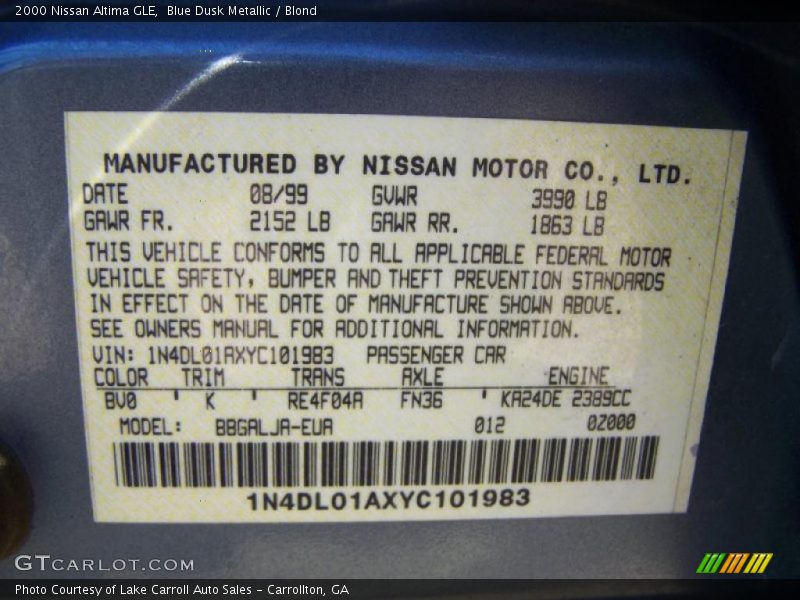 2000 Nissan Altima GLE,  Blue Dusk Metallic / Blond
MANUFACTURED BY NISSAN MOTOR CO., LTD.
DATE 08/99 GVWR 3990 LB
GAWR FR. 2152 LB GAWR RR. 1863 LB
THIS VEHICLE CONFORMS TO ALL APPLICABLE FEDERAL MOTOR
VEHICLE SAFETY, BUMPER AND THEFT PREVENTION STANDARDS
IN EFFECT ON THE DATE OF MANUFACTURE SHOWN ABOVE.
SEE OWNERS MANUAL FOR ADDITIONAL INFORMATION.
VIN: 1N4DL01AXYC101983 PASSENGER CAR
COLOR TRIM TRANS AXLE ENGINE
BV0 ' K ' RE4F04A FN36 ' KA24DE 2389CC
MODEL: BBGALJA-EUA 012 0Z000
1N4DL01AXYC101983
GTCARLOT.COM
Photo Courtesy of Lake Carroll Auto Sales - Carrollton, GA